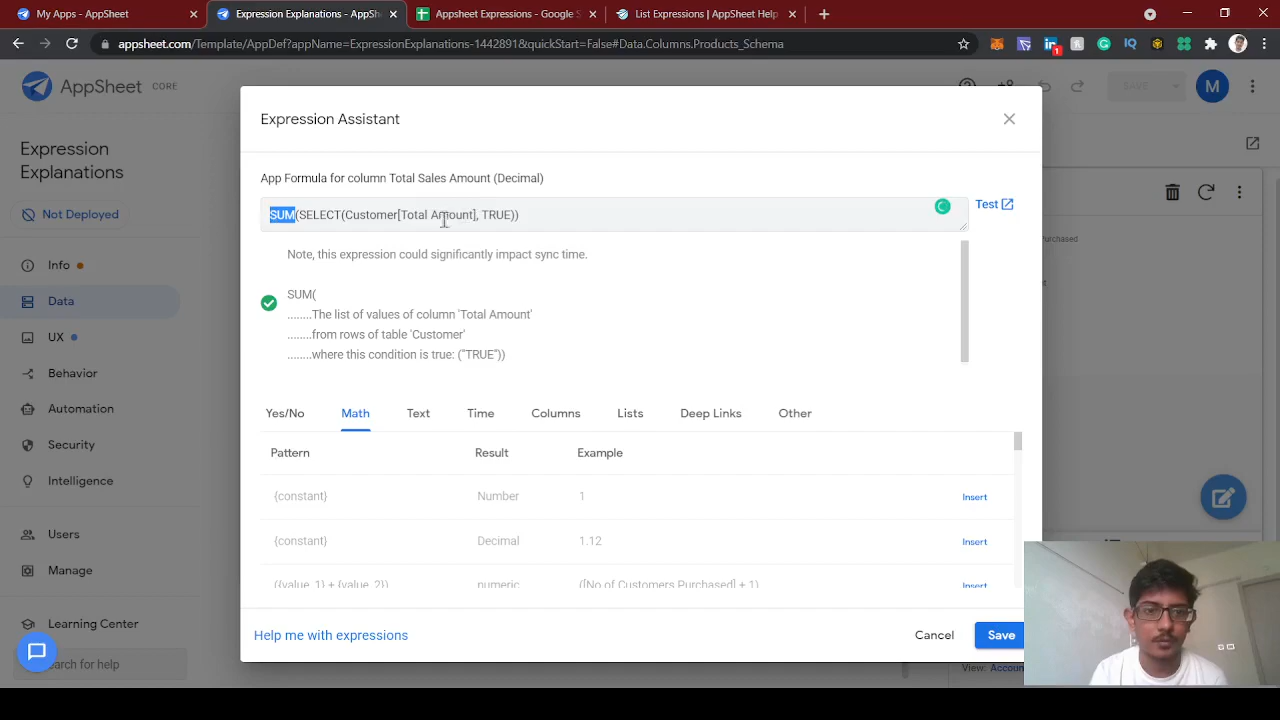 My Apps - AppSheet
Expression Explanations - AppSh
Appsheet Expressions - Google S
List Expressions | AppSheet Help
appsheet.com/Template/AppDef?appName=ExpressionExplanations-1442891&quickStart=False#Data.Columns.Products_Schema
1
AppSheet CORE
SAVE
M
Expression Explanations
Not Deployed
Info
Data
UX
Behavior
Automation
Security
Intelligence
Users
Manage
Learning Center
search for help
Expression Assistant
App Formula for column Total Sales Amount (Decimal)
SUM(SELECT(Customer[Total Amount], TRUE))
Test
Note, this expression could significantly impact sync time.
SUM(
........The list of values of column 'Total Amount'
........from rows of table 'Customer'
........where this condition is true: ("TRUE"))
Yes/No Math Text Time Columns Lists Deep Links Other
Pattern Result Example
{constant} Number 1 Insert
{constant} Decimal 1.12 Insert
({value_1} + {value_2}) numeric ([No of Customers Purchased] + 1) Insert
Help me with expressions
Cancel Save
urchased
View: Accoun